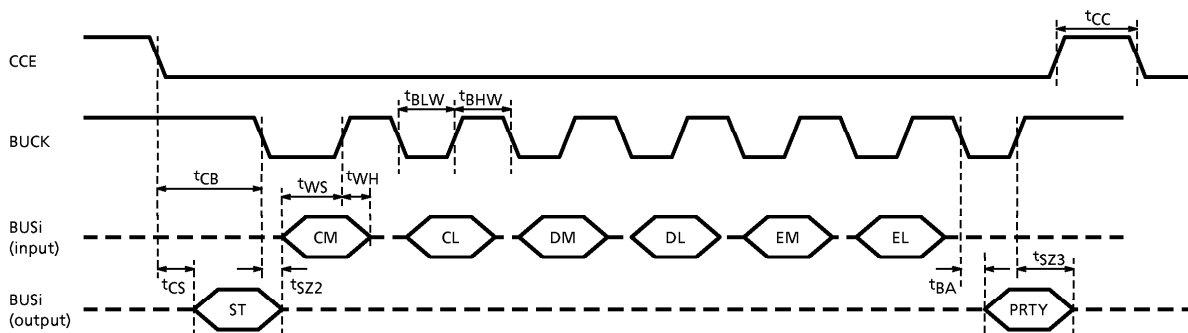 tCC
CCE
tBLW
tBHW
BUCK
tCB
tWS
tWH
BUSi
(input)
CM
CL
DM
DL
EM
EL
tCS
tSZ2
tBA
tSZ3
BUSi
(output)
ST
PRTY